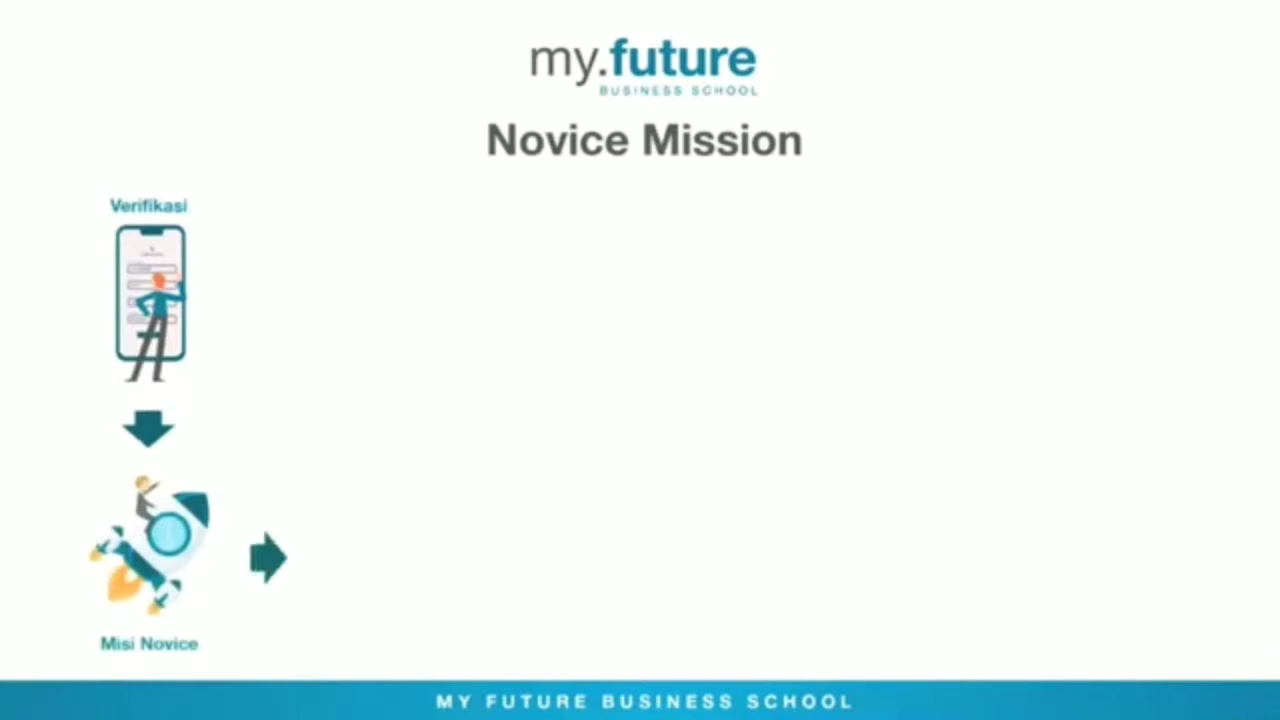 my.future
BUSINESS SCHOOL
Novice Mission
Verifikasi
Misi Novice
MY FUTURE BUSINESS SCHOOL